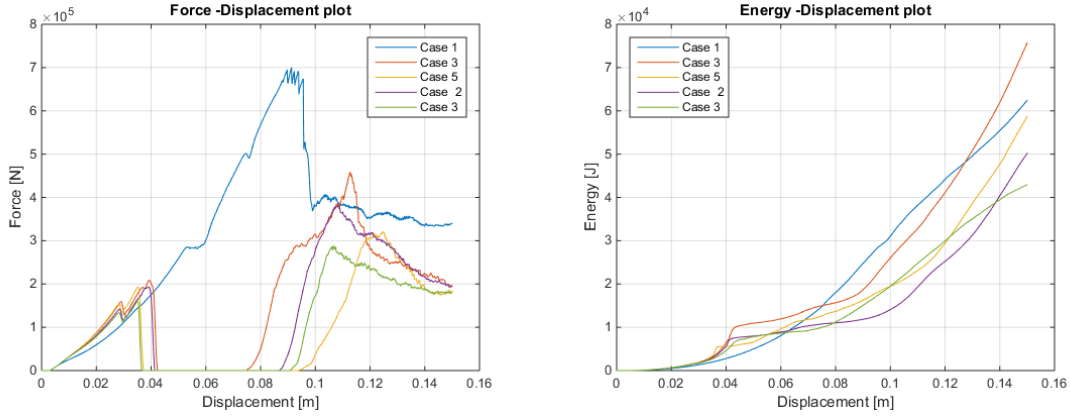 Force -Displacement plot
× 10⁵
8
7
6
5
4
3
2
1
0
Force [N]
0 0.02 0.04 0.06 0.08 0.1 0.12 0.14 0.16
Displacement [m]
Case 1
Case 3
Case 5
Case 2
Case 3
Energy -Displacement plot
× 10⁴
8
7
6
5
4
3
2
1
0
Energy [J]
0 0.02 0.04 0.06 0.08 0.1 0.12 0.14 0.16
Displacement [m]
Case 1
Case 3
Case 5
Case 2
Case 3